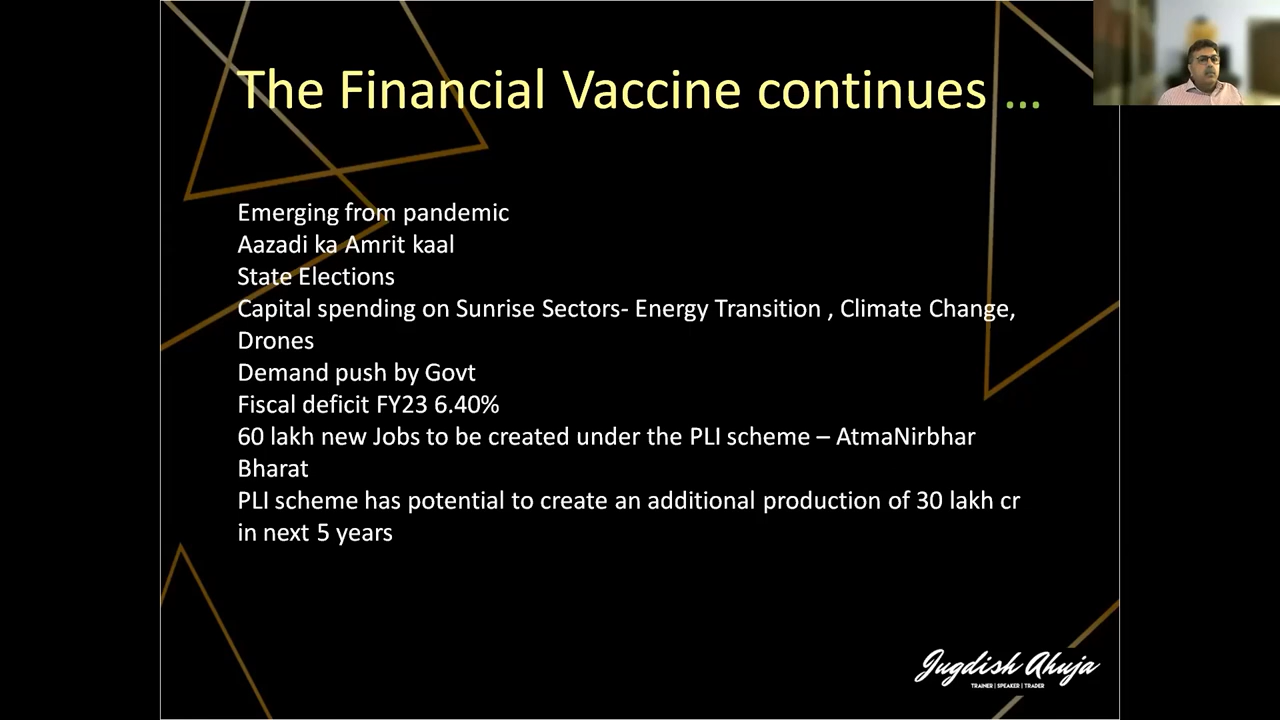 The Financial Vaccine continues ...
Emerging from pandemic
Aazadi ka Amrit kaal
State Elections
Capital spending on Sunrise Sectors- Energy Transition , Climate Change,
Drones
Demand push by Govt
Fiscal deficit FY23 6.40%
60 lakh new Jobs to be created under the PLI scheme – AtmaNirbhar
Bharat
PLI scheme has potential to create an additional production of 30 lakh cr
in next 5 years
Jugdish Ahuja
TRAINER | SPEAKER | TRADER